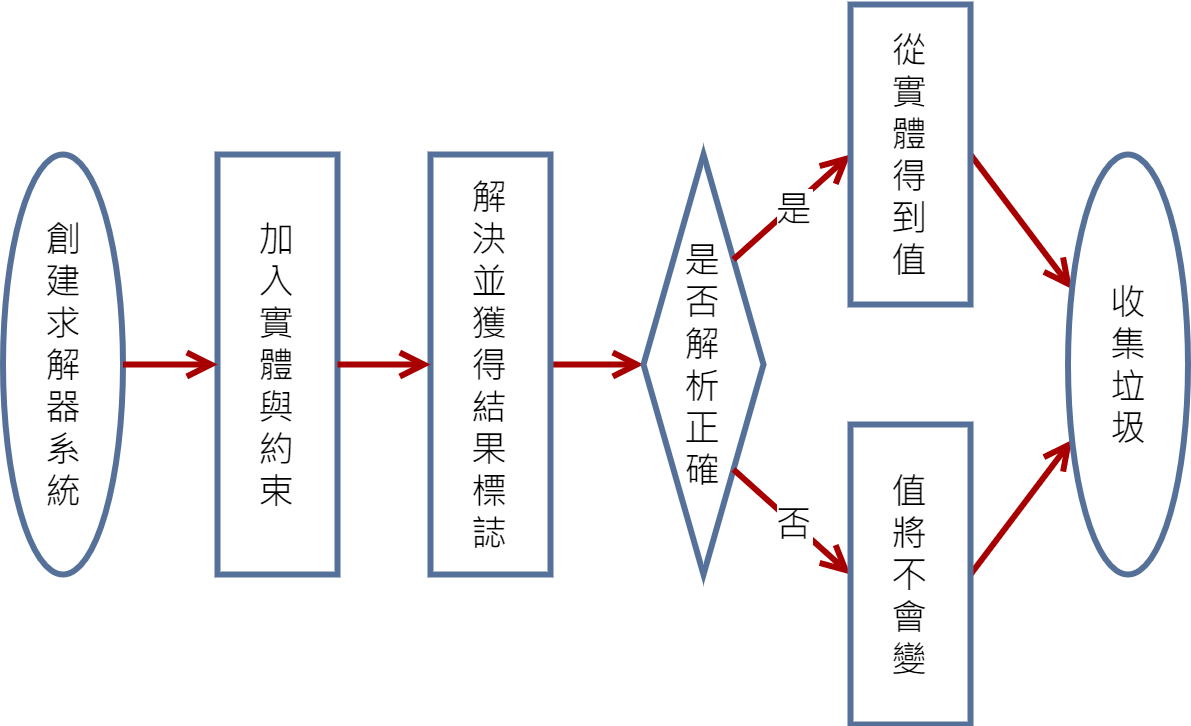 創建求解器系統
加入實體與約束
解決並獲得結果標誌
是否解析正確
是
從實體得到值
否
值將不會變
收集垃圾